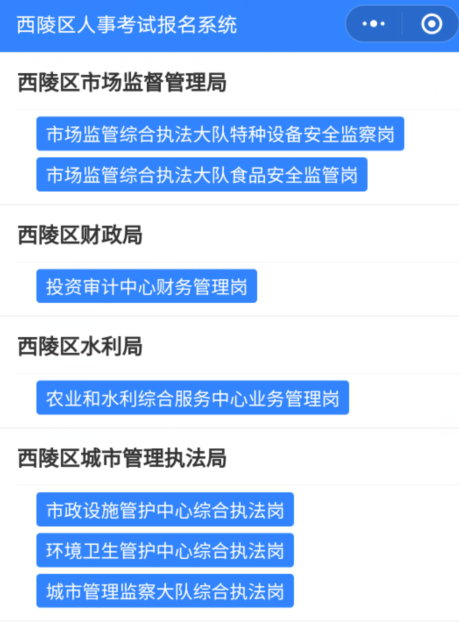 西陵区人事考试报名系统
西陵区市场监督管理局
市场监管综合执法大队特种设备安全监察岗
市场监管综合执法大队食品安全监管岗
西陵区财政局
投资审计中心财务管理岗
西陵区水利局
农业和水利综合服务中心业务管理岗
西陵区城市管理执法局
市政设施管护中心综合执法岗
环境卫生管护中心综合执法岗
城市管理监察大队综合执法岗